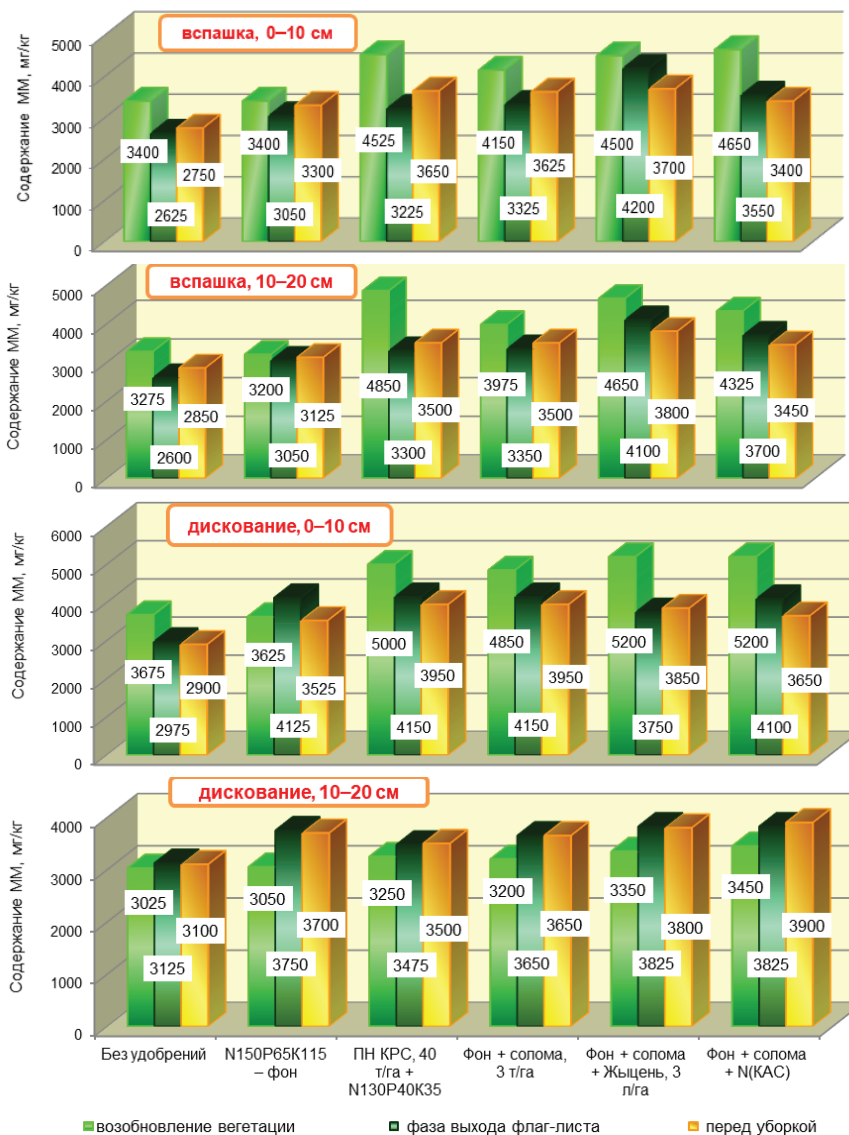 вспашка, 0–10 см
Содержание ММ, мг/кг
5000
4000
3000
2000
1000
0
3400 3400 4525 4150 4500 4650
2750 3300 3650 3625 3700 3400
2625 3050 3225 3325 4200 3550
вспашка, 10–20 см
Содержание ММ, мг/кг
5000
4000
3000
2000
1000
0
3275 3200 4850 3975 4650 4325
2850 3125 3500 3500 3800 3450
2600 3050 3300 3350 4100 3700
дискование, 0–10 см
Содержание ММ, мг/кг
6000
5000
4000
3000
2000
1000
0
3675 3625 5000 4850 5200 5200
2900 3525 3950 3950 3850 3650
2975 4125 4150 4150 3750 4100
дискование, 10–20 см
Содержание ММ, мг/кг
4000
3000
2000
1000
0
3025 3050 3250 3200 3350 3450
3100 3700 3500 3650 3800 3900
3125 3750 3475 3650 3825 3825
Без удобрений
N150P65K115
– фон
ПН КРС, 40
т/га +
N130P40K35
Фон + солома,
3 т/га
Фон + солома
+ Жыцень, 3
л/га
Фон + солома
+ N(КАС)
возобновление вегетации
фаза выхода флаг-листа
перед уборкой